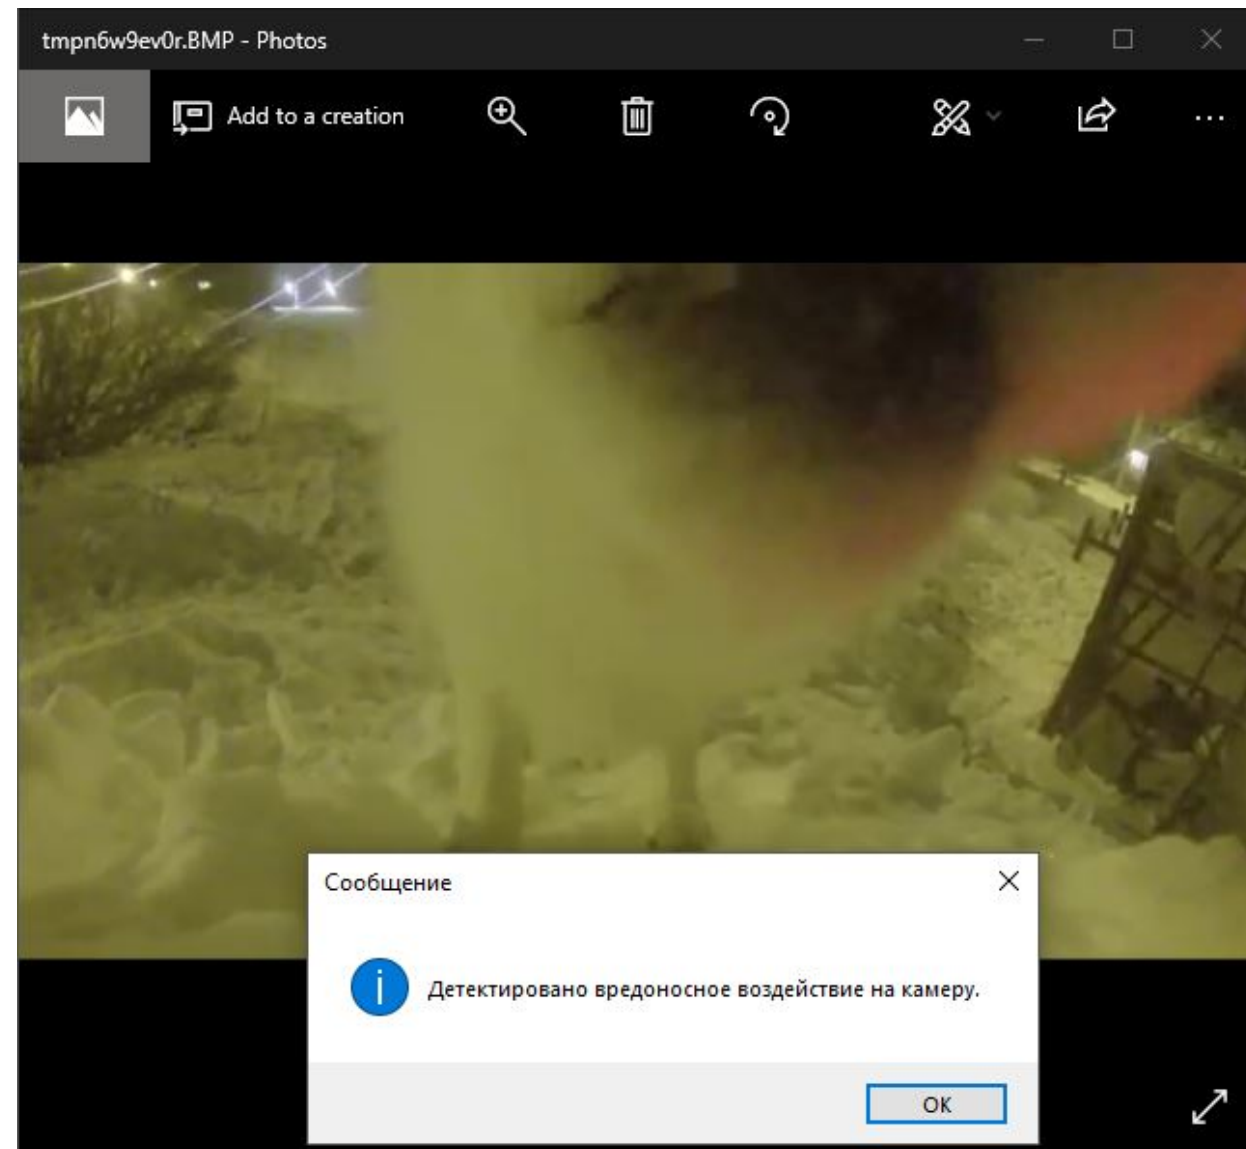 tmpn6w9ev0r.BMP - Photos
Add to a creation
Сообщение
Детектировано вредоносное воздействие на камеру.
OK